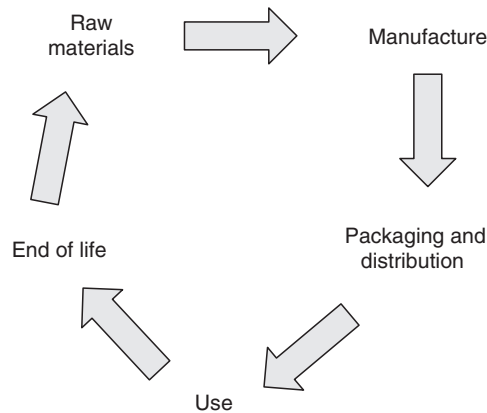 Raw
materials
Manufacture
Packaging and
distribution
Use
End of life